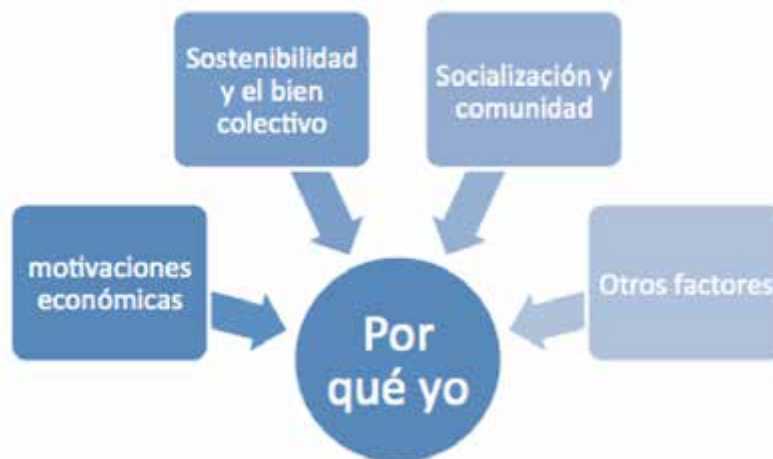 Sostenibilidad
y el bien
colectivo
Socialización y
comunidad
motivaciones
económicas
Otros factores
Por
qué yo